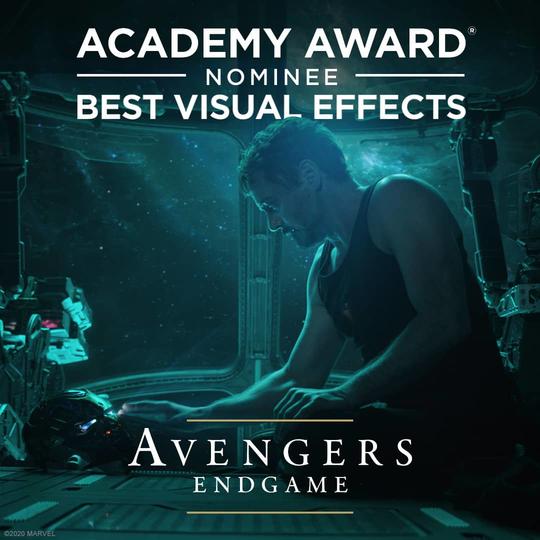 ACADEMY AWARD®
NOMINEE
BEST VISUAL EFFECTS
AVENGERS
ENDGAME
©2020 MARVEL